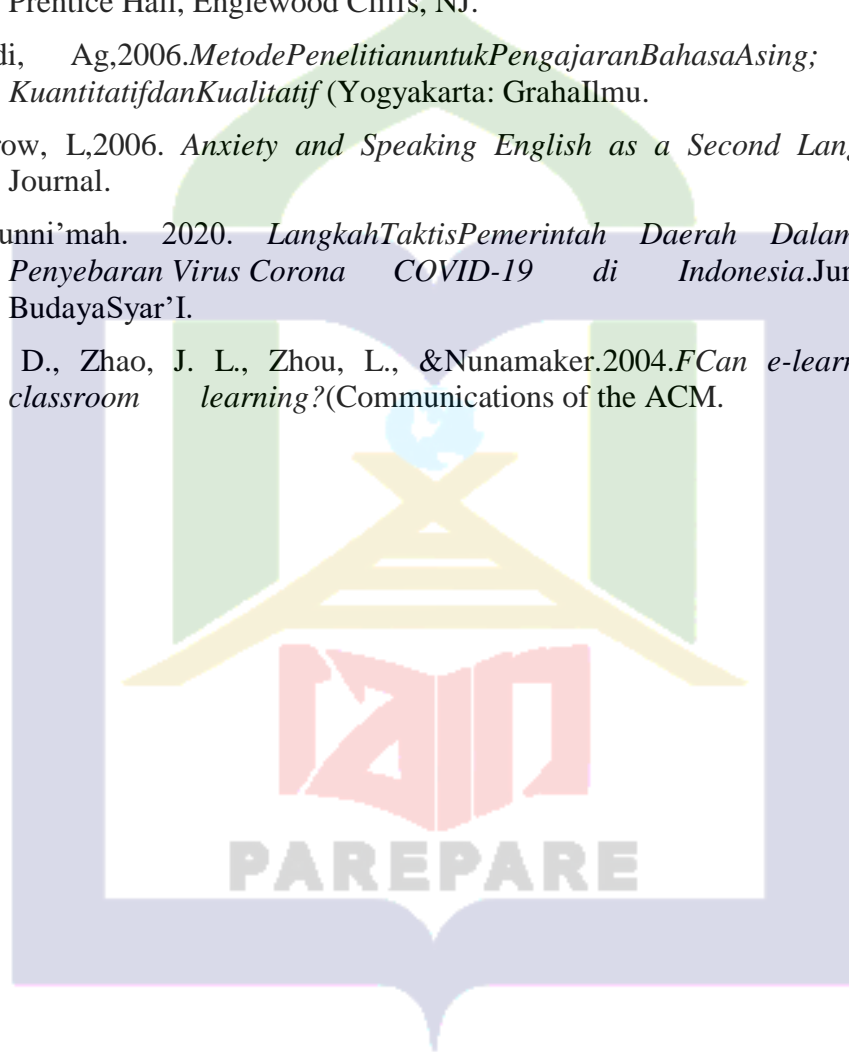 Prentice Hall, Englewood Cliffs, NJ.
di, Ag,2006.MetodePenelitianuntukPengajaranBahasaAsing;
KuantitatifdanKualitatif (Yogyakarta: GrahaIlmu.
row, L,2006. Anxiety and Speaking English as a Second Lang
Journal.
unni’mah. 2020. LangkahTaktisPemerintah Daerah Dalam
Penyebaran Virus Corona COVID-19 di Indonesia.Jur
BudayaSyar’I.
D., Zhao, J. L., Zhou, L., &Nunamaker.2004.FCan e-learn
classroom learning?(Communications of the ACM.
iain
PAREPARE